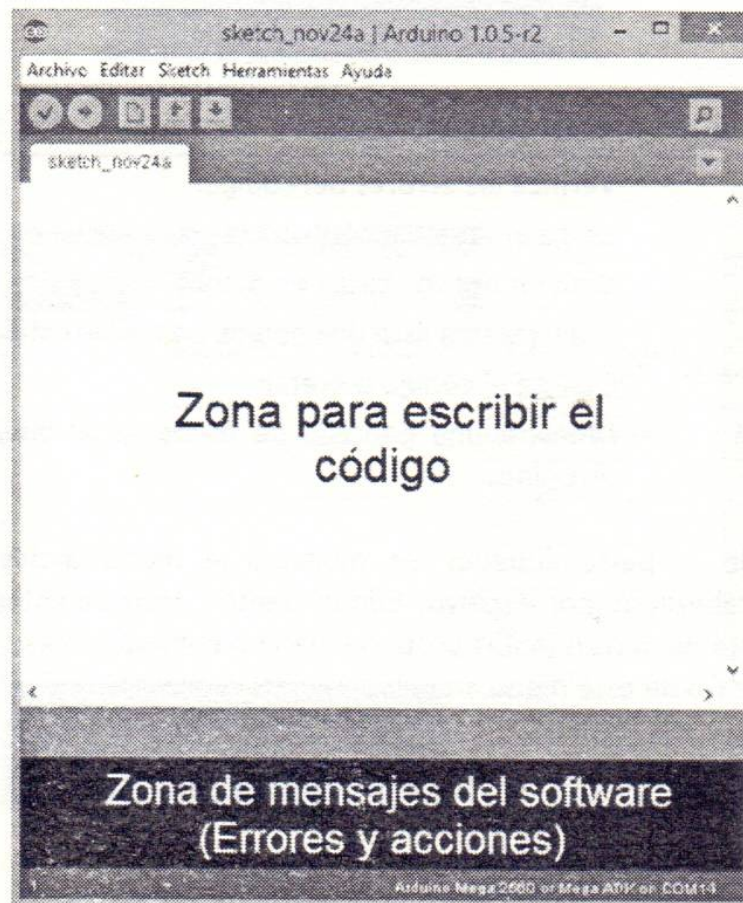 sketch_nov24a | Arduino 1.0.5-r2
Archivo Editar Sketch Herramientas Ayuda
sketch_nov24a
Zona para escribir el
código
Zona de mensajes del software
(Errores y acciones)
1
Arduino Mega 2560 or Mega ADK on COM14